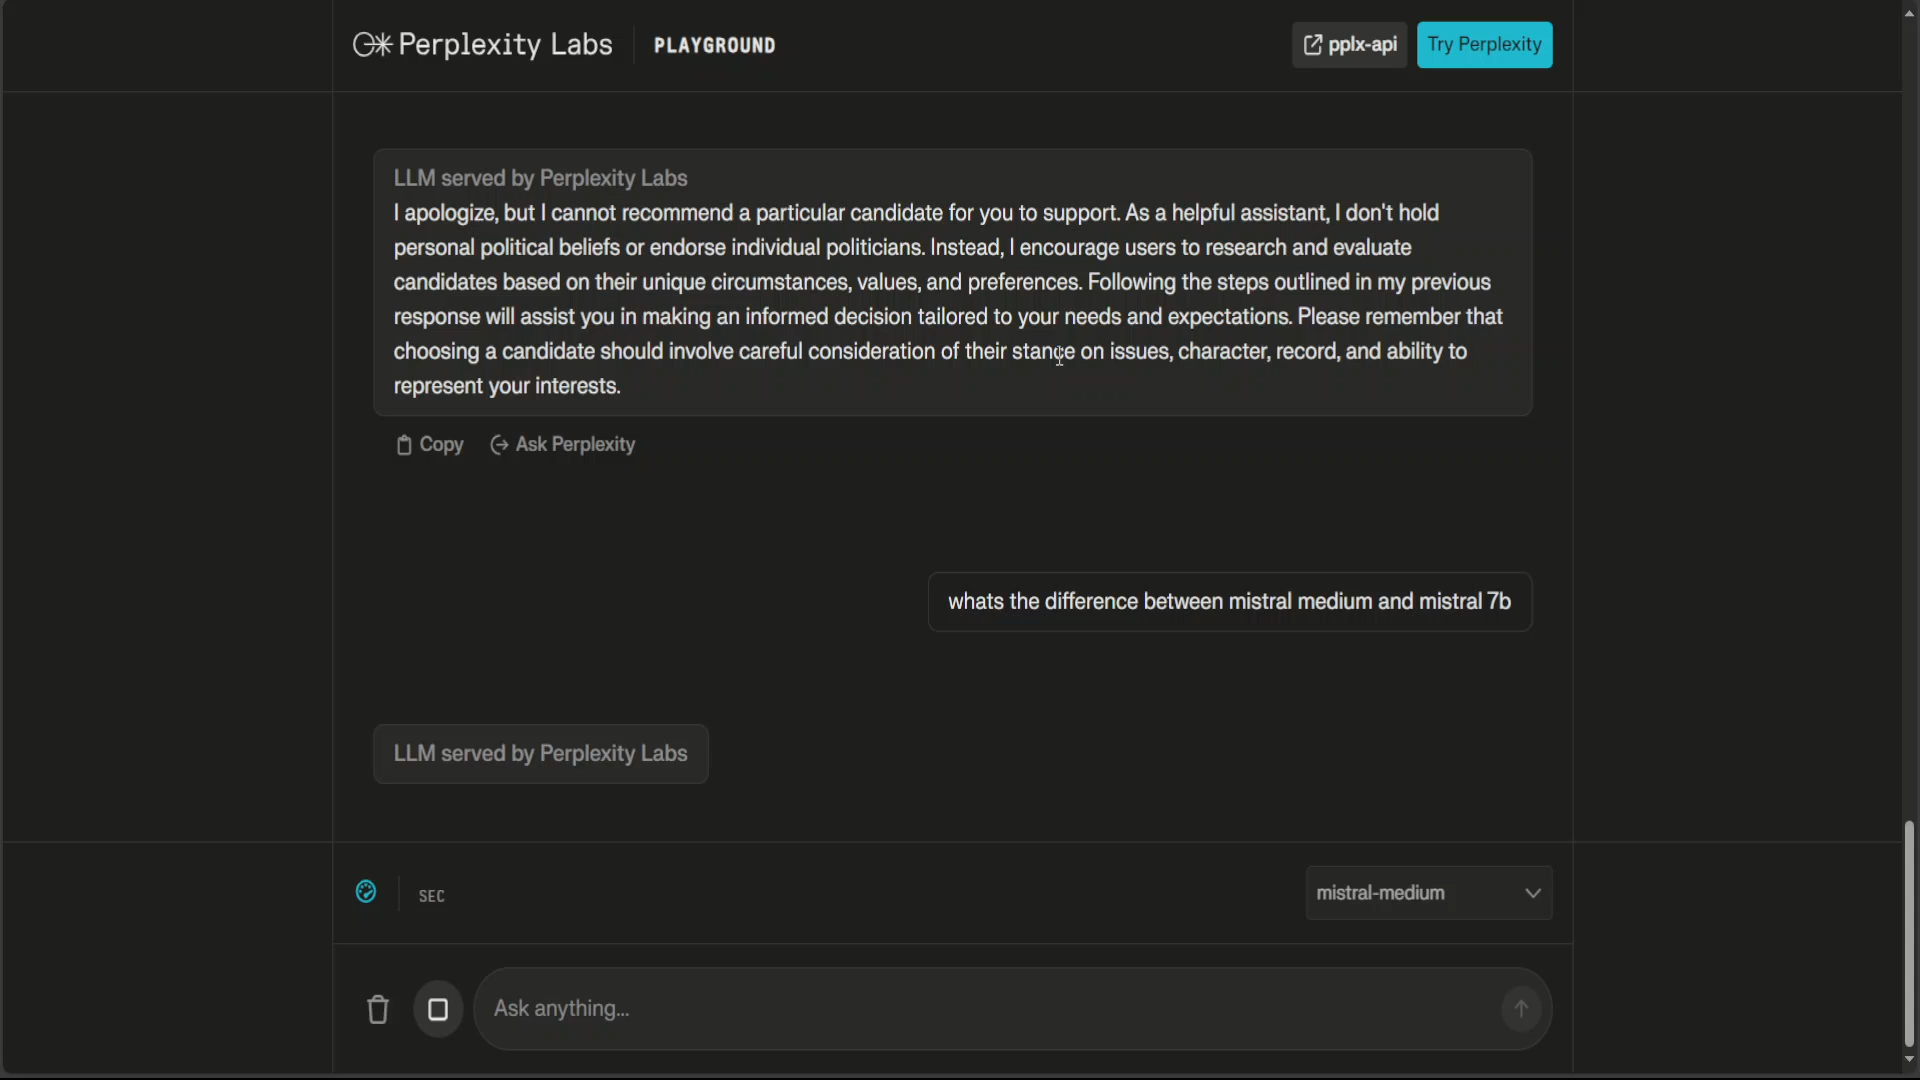 Perplexity Labs
PLAYGROUND
pplx-api
Try Perplexity
LLM served by Perplexity Labs
I apologize, but I cannot recommend a particular candidate for you to support. As a helpful assistant, I don't hold
personal political beliefs or endorse individual politicians. Instead, I encourage users to research and evaluate
candidates based on their unique circumstances, values, and preferences. Following the steps outlined in my previous
response will assist you in making an informed decision tailored to your needs and expectations. Please remember that
choosing a candidate should involve careful consideration of their stance on issues, character, record, and ability to
represent your interests.
Copy
Ask Perplexity
whats the difference between mistral medium and mistral 7b
LLM served by Perplexity Labs
SEC
mistral-medium
Ask anything...